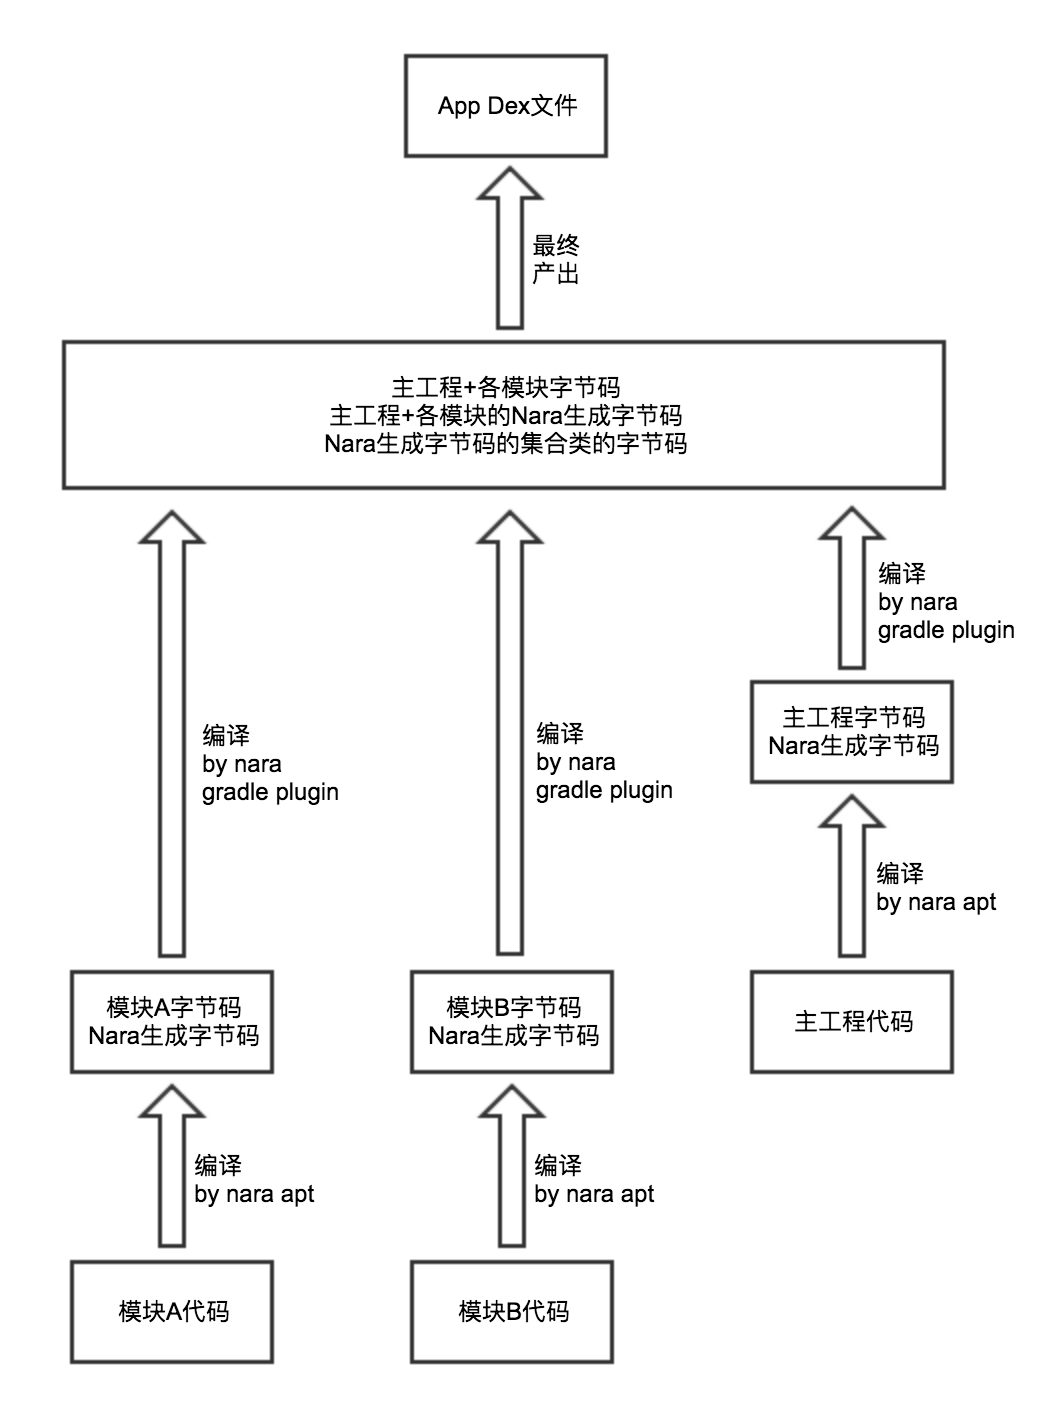 App Dex文件
最终
产出
主工程+各模块字节码
主工程+各模块的Nara生成字节码
Nara生成字节码的集合类的字节码
编译
by nara
gradle plugin
编译
by nara
gradle plugin
编译
by nara
gradle plugin
主工程字节码
Nara生成字节码
编译
by nara apt
模块A字节码
Nara生成字节码
模块B字节码
Nara生成字节码
主工程代码
编译
by nara apt
编译
by nara apt
模块A代码
模块B代码